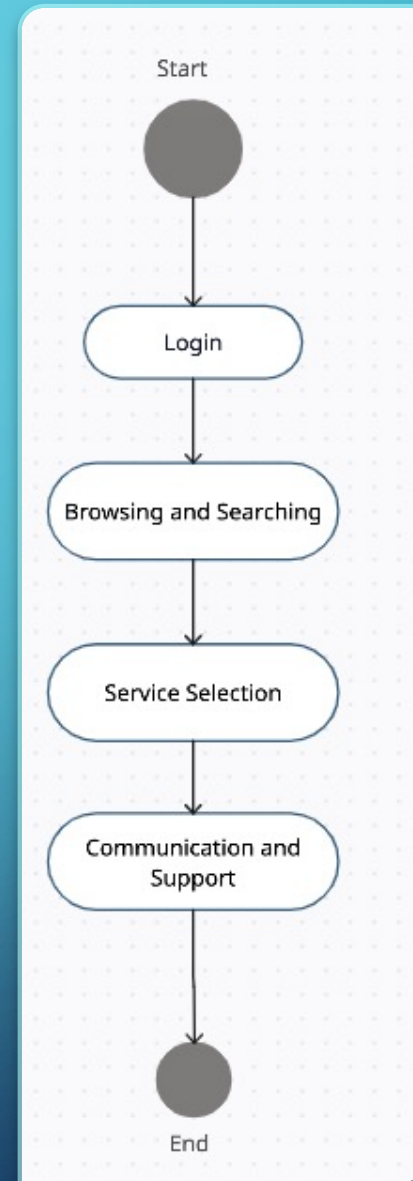 Start
Login
Browsing and Searching
Service Selection
Communication and
Support
End